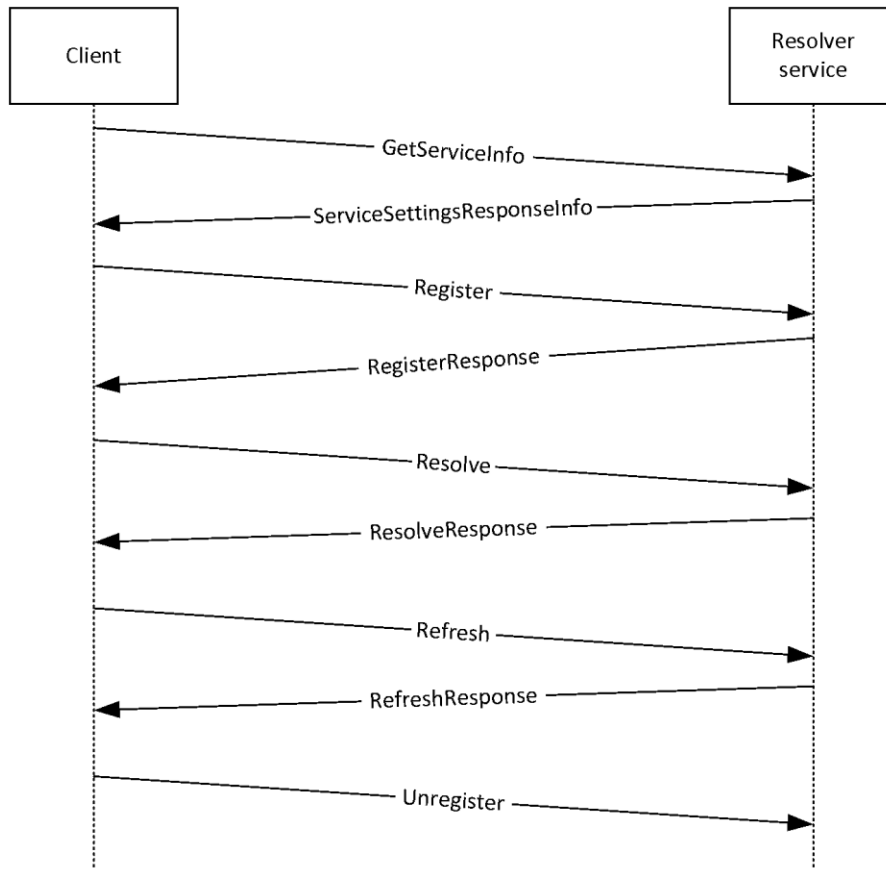 Client
Resolver
service
GetServiceInfo
ServiceSettingsResponseInfo
Register
RegisterResponse
Resolve
ResolveResponse
Refresh
RefreshResponse
Unregister